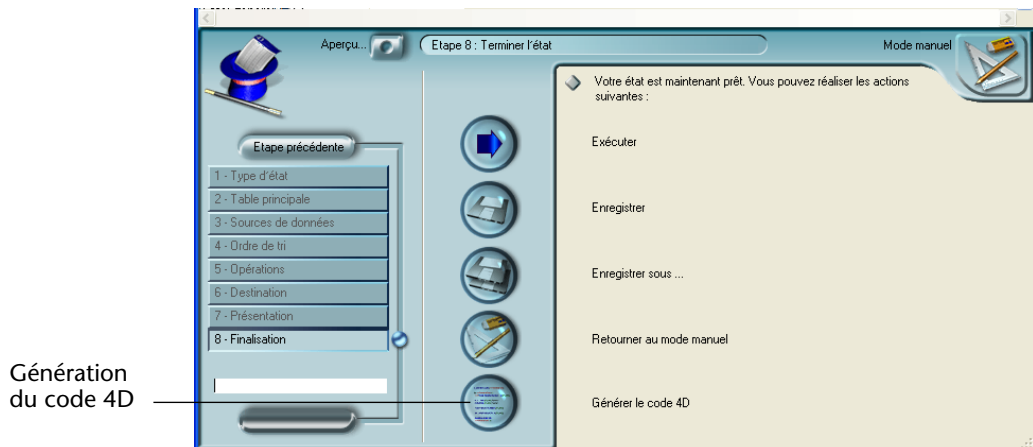 Aperçu...
Etape 8 : Terminer l'état
Mode manuel
Votre état est maintenant prêt. Vous pouvez réaliser les actions
suivantes :
Etape précédente
1 - Type d'état
2 - Table principale
3 - Sources de données
4 - Ordre de tri
5 - Opérations
6 - Destination
7 - Présentation
8 - Finalisation
Exécuter
Enregistrer
Enregistrer sous ...
Retourner au mode manuel
Générer le code 4D
Génération
du code 4D